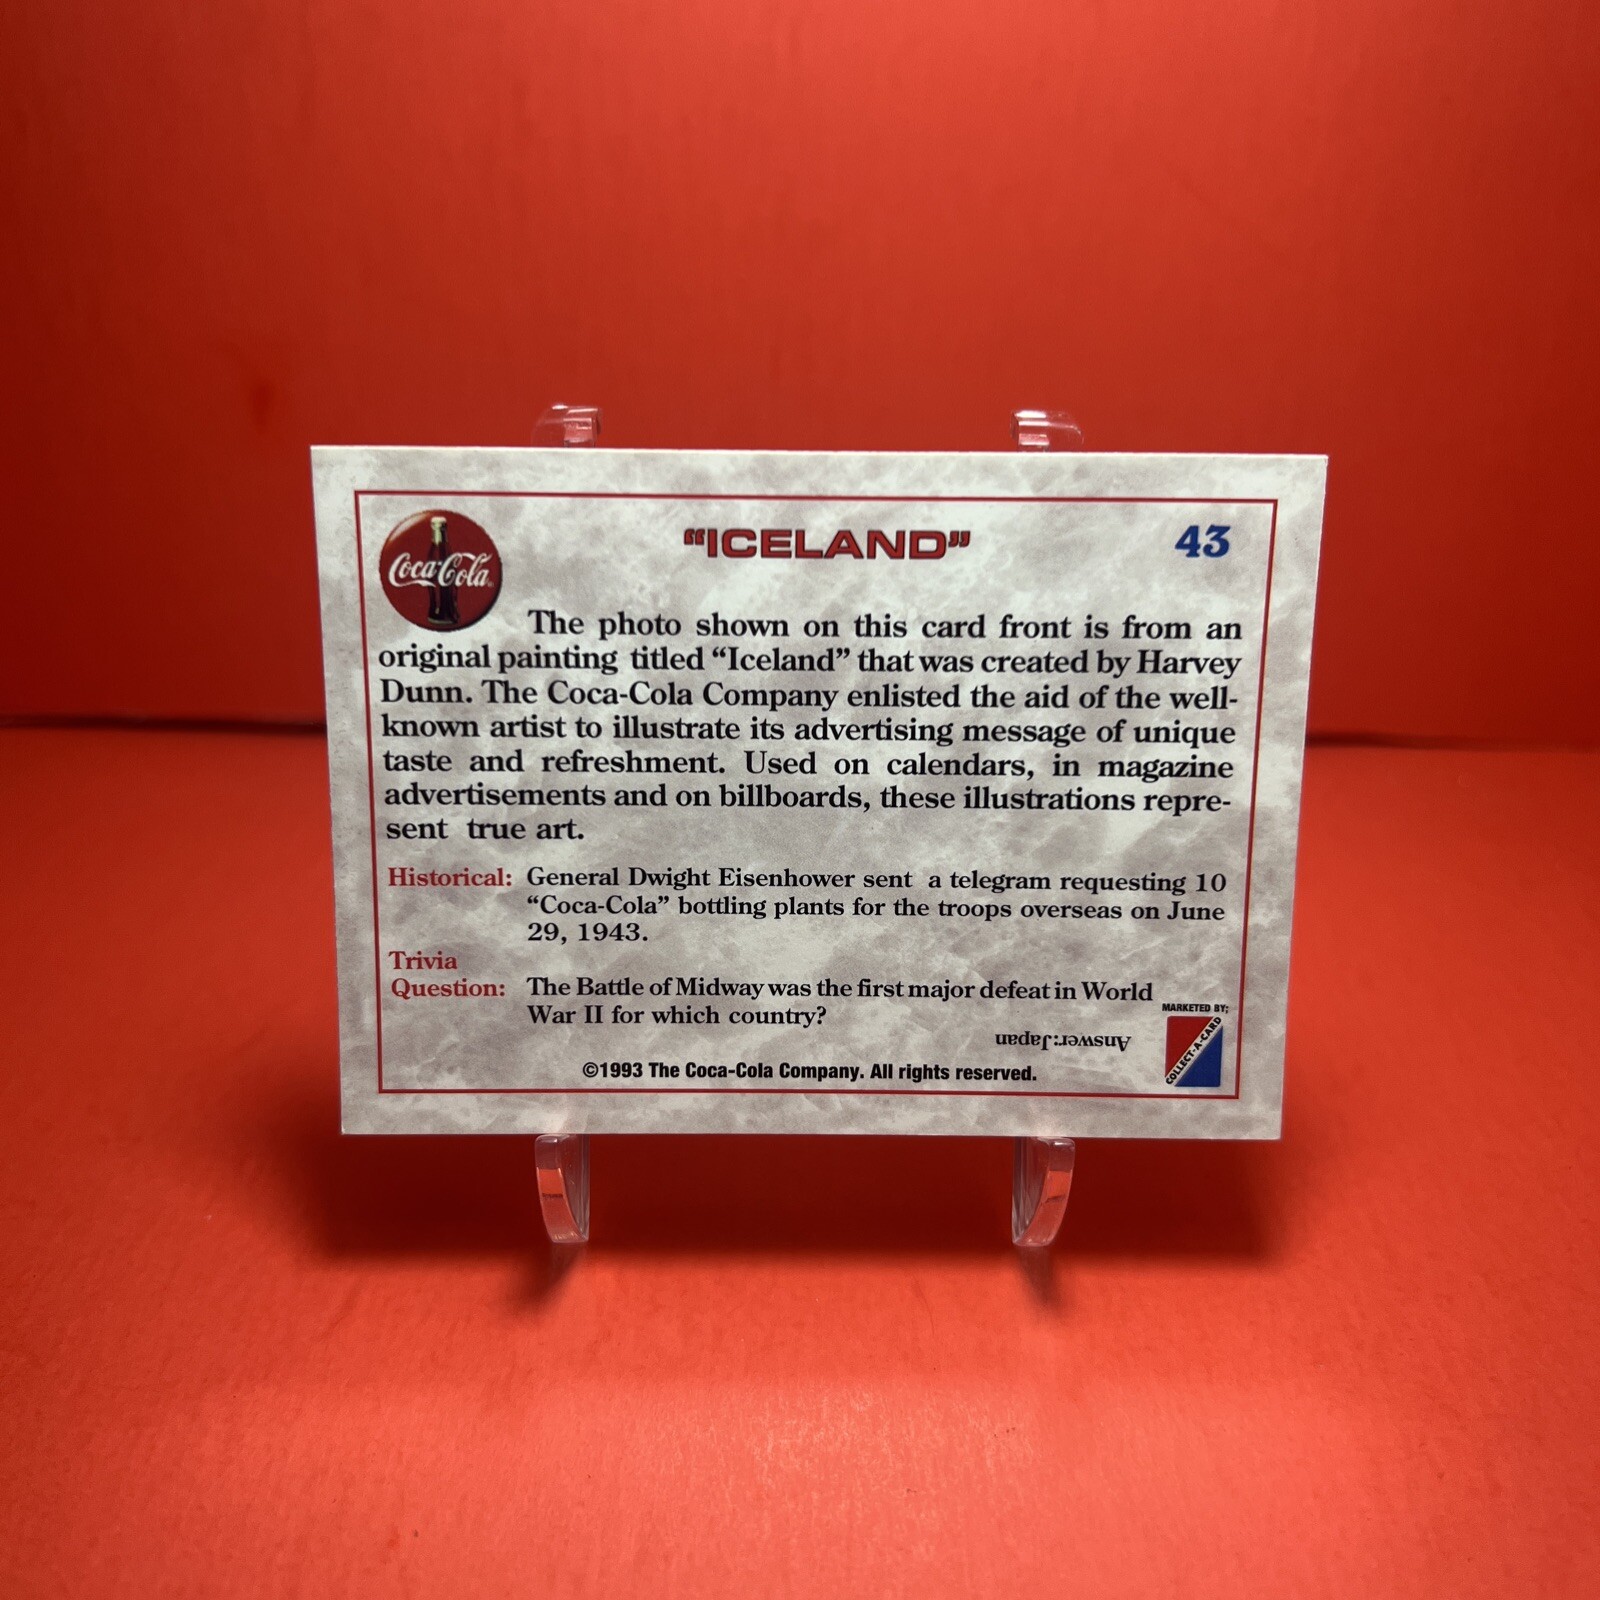 Coca-Cola
“ICELAND”
43
The photo shown on this card front is from an
original painting titled “Iceland” that was created by Harvey
Dunn. The Coca-Cola Company enlisted the aid of the well-
known artist to illustrate its advertising message of unique
taste and refreshment. Used on calendars, in magazine
advertisements and on billboards, these illustrations repre-
sent true art.
Historical: General Dwight Eisenhower sent a telegram requesting 10
“Coca-Cola” bottling plants for the troops overseas on June
29, 1943.
Trivia
Question: The Battle of Midway was the first major defeat in World
War II for which country?
Answer: Japan
MARKETED BY:
COLLECT-A-CARD
©1993 The Coca-Cola Company. All rights reserved.